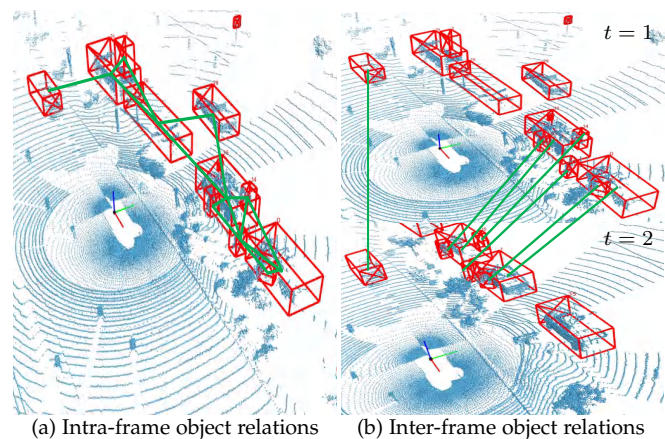 t = 1
t = 2
(a) Intra-frame object relations
(b) Inter-frame object relations